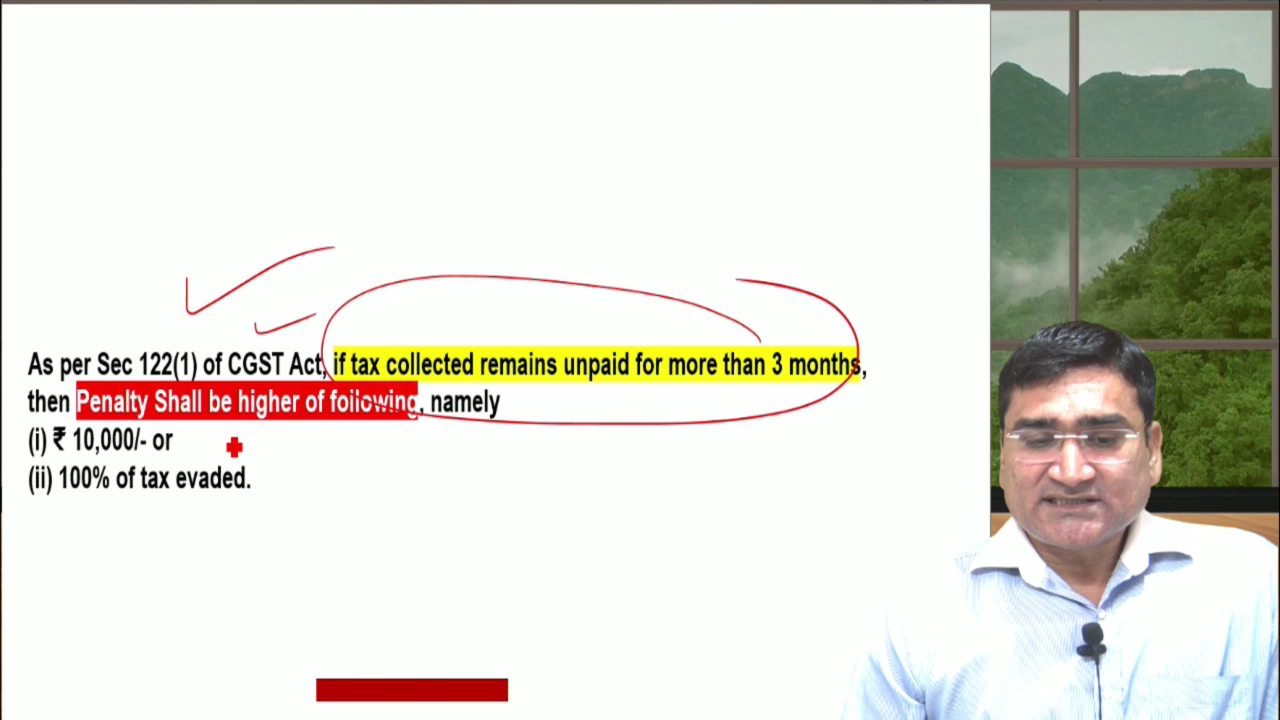 As per Sec 122(1) of CGST Act, if tax collected remains unpaid for more than 3 months,
then Penalty Shall be higher of following, namely
(i) ₹ 10,000/- or
(ii) 100% of tax evaded.